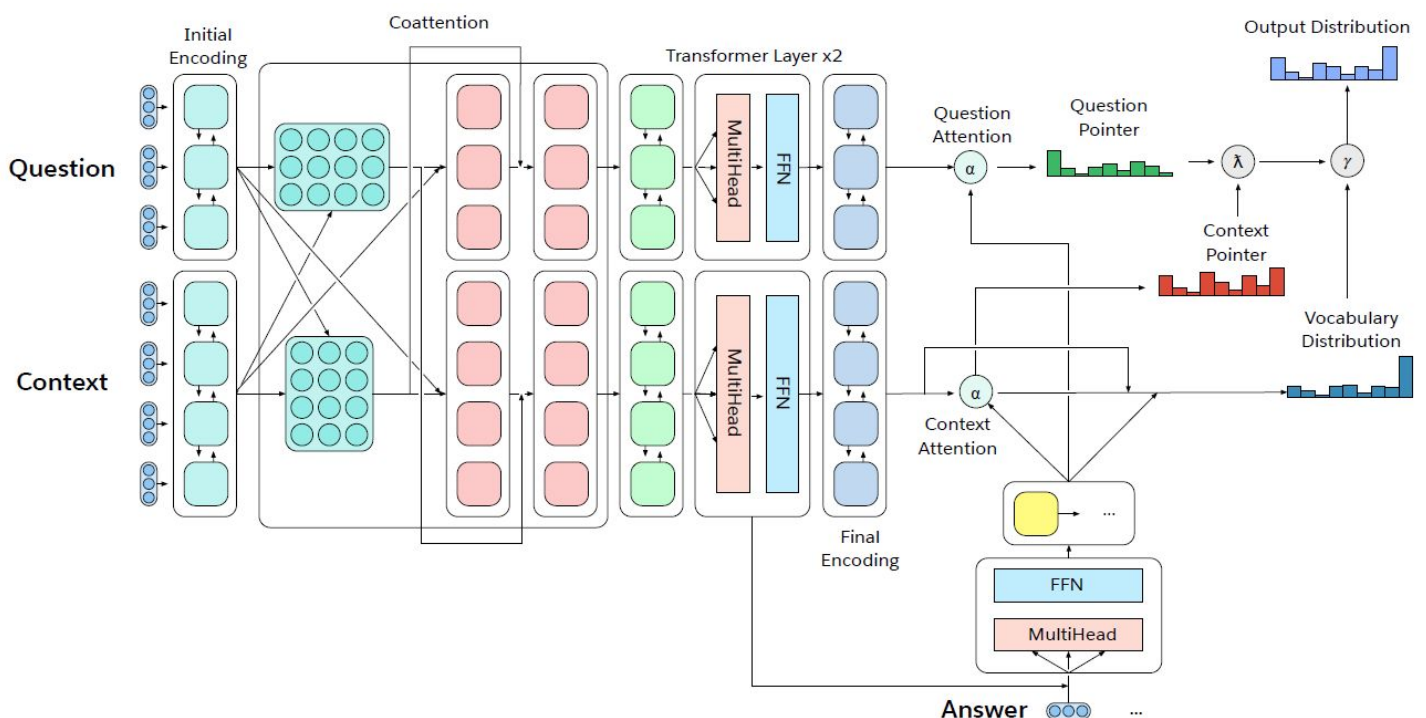 Coattention
Initial
Encoding
Transformer Layer x2
Output Distribution
Question
Pointer
Question
Attention
Question
MultiHead
FFN
α
ƛ
γ
Context
Pointer
Vocabulary
Distribution
Context
MultiHead
FFN
α
Context
Attention
...
Final
Encoding
FFN
MultiHead
Answer
...